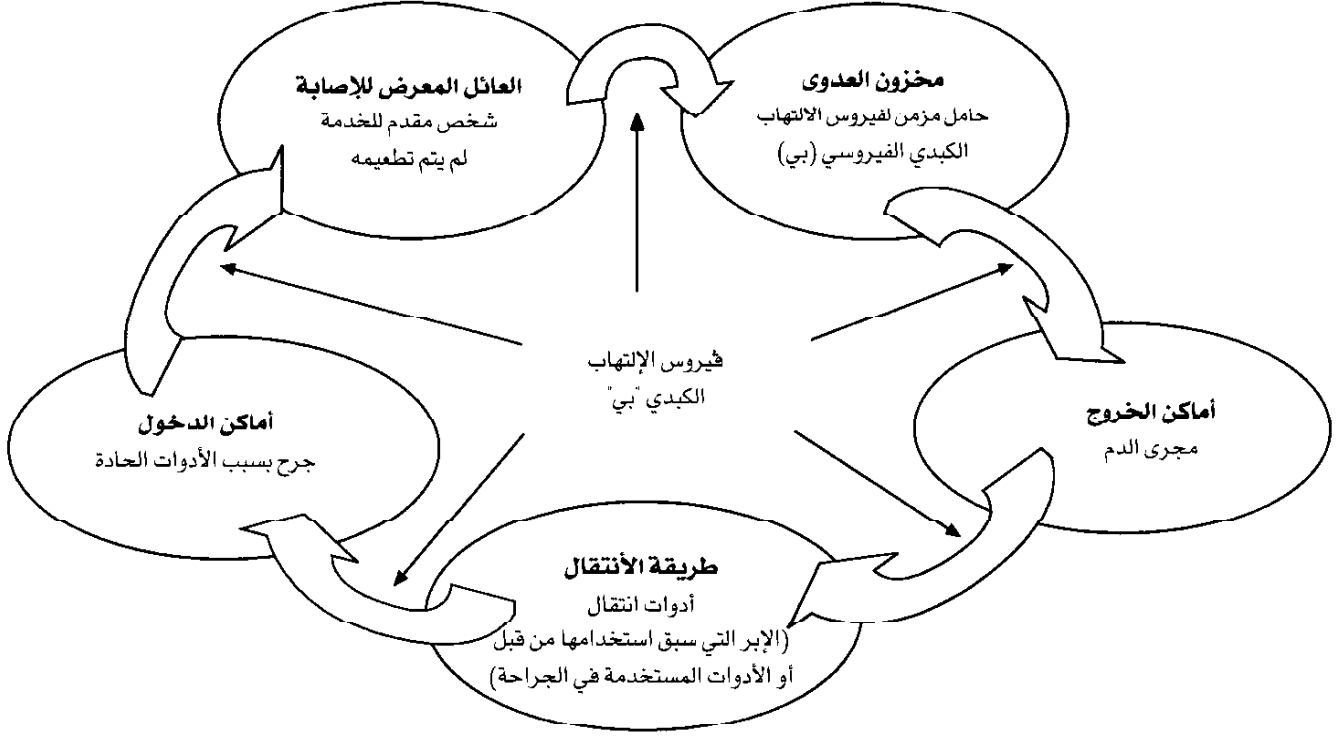 مخزون العدوى
حامل مزمن لفيروس الالتهاب
الكبدي الفيروسي (بي)
العائل المعرض للإصابة
شخص مقدم للخدمة
لم يتم تطعيمه
أماكن الخروج
مجرى الدم
فيروس الإلتهاب
الكبدي "بي"
أماكن الدخول
جرح بسبب الأدوات الحادة
طريقة الأنتقال
أدوات انتقال
(الإبر التي سبق استخدامها من قبل
أو الأدوات المستخدمة في الجراحة)